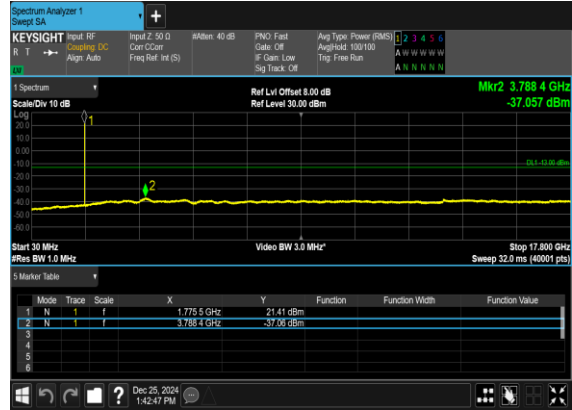 Spectrum Analyzer 1
Swept SA
+
KEYSIGHT Input: RF Input Z: 50 Ω #Atten: 40 dB PNO: Fast Avg Type: Power (RMS) 1 2 3 4 5 6
R T Coupling: DC Corr CCorr Gate: Off Avg|Hold: 100/100 A W W W W W
Align: Auto Freq Ref: Int (S) IF Gain: Low Trig: Free Run
Sig Track: Off A N N N N N
1 Spectrum Ref Lvl Offset 8.00 dB Mkr2 3.788 4 GHz
Scale/Div 10 dB Ref Level 30.00 dBm -37.057 dBm
Log
20.0
10.0
0.00
-10.0
-20.0
-30.0
-40.0
-50.0
-60.0
1
2
DL1 -13.00 dBm
Start 30 MHz Video BW 3.0 MHz* Stop 17.800 GHz
#Res BW 1.0 MHz Sweep 32.0 ms (40001 pts)
5 Marker Table
Mode Trace Scale X Y Function Function Width Function Value
1 N 1 f 1.775 5 GHz 21.41 dBm
2 N 1 f 3.788 4 GHz -37.06 dBm
3
4
5
6
? Dec 25, 2024
1:42:47 PM